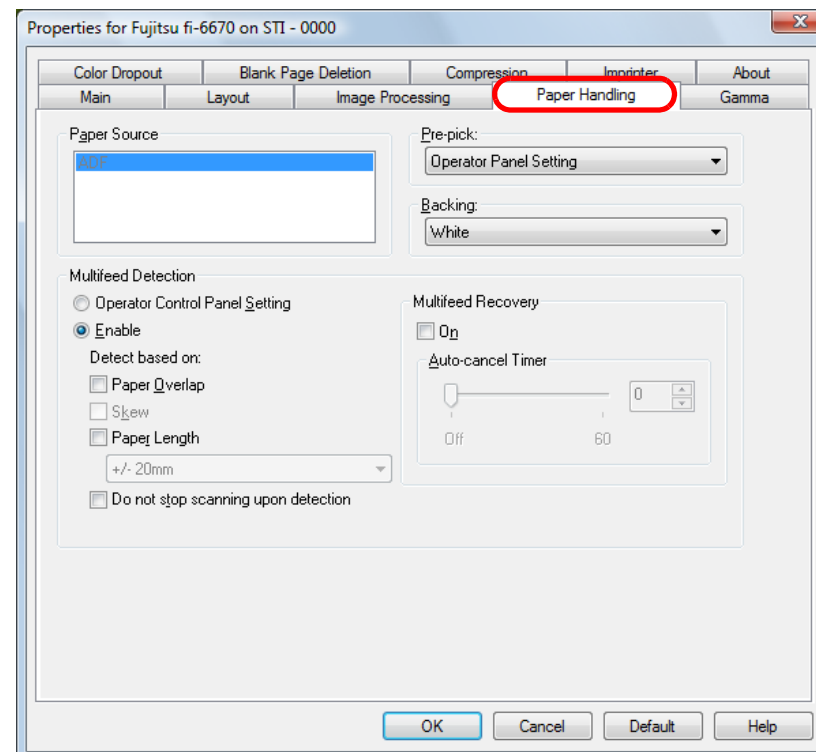 Properties for Fujitsu fi-6670 on STI - 0000
Color Dropout
Blank Page Deletion
Compression
Imprinter
About
Main
Layout
Image Processing
Paper Handling
Gamma
Paper Source
ADF
Pre-pick:
Operator Panel Setting
Backing:
White
Multifeed Detection
Operator Control Panel Setting
Enable
Detect based on:
Paper Overlap
Skew
Paper Length
+/- 20mm
Do not stop scanning upon detection
Multifeed Recovery
On
Auto-cancel Timer
0
Off
60
OK
Cancel
Default
Help